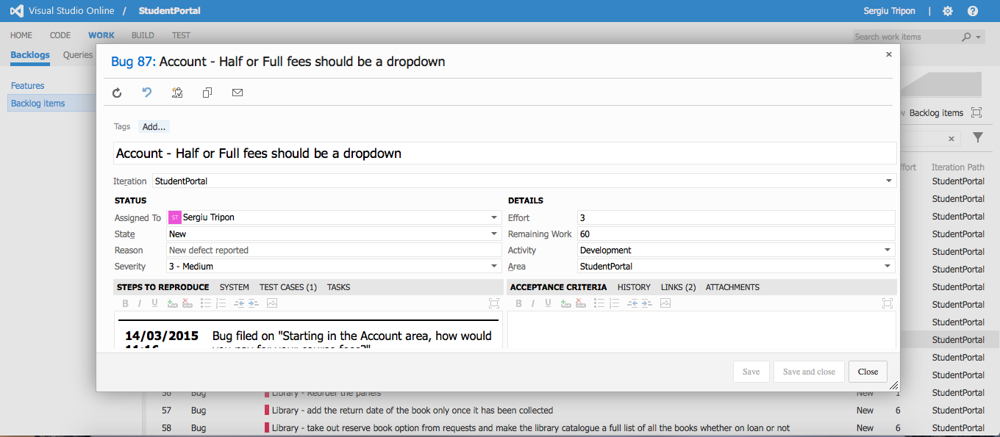 Visual Studio Online / StudentPortal Sergiu Tripon |
HOME CODE WORK BUILD TEST Search work items
Backlogs Queries
Features
Backlog items
Bug 87: Account - Half or Full fees should be a dropdown
Tags Add...
Account - Half or Full fees should be a dropdown
Iteration StudentPortal
STATUS
Assigned To ST Sergiu Tripon
State New
Reason New defect reported
Severity 3 - Medium
STEPS TO REPRODUCE SYSTEM TEST CASES (1) TASKS
B I U
14/03/2015 Bug filed on "Starting in the Account area, how would
11:16 you pay for your course fees?"
DETAILS
Effort 3
Remaining Work 60
Activity Development
Area StudentPortal
ACCEPTANCE CRITERIA HISTORY LINKS (2) ATTACHMENTS
B I U
Save Save and close Close
Backlog items
Iteration Path
StudentPortal
StudentPortal
StudentPortal
StudentPortal
StudentPortal
StudentPortal
StudentPortal
StudentPortal
StudentPortal
StudentPortal
StudentPortal
StudentPortal
56 Bug Library - Reorder the panels New 1 StudentPortal
57 Bug Library - add the return date of the book only once it has been collected New 6 StudentPortal
58 Bug Library - take out reserve book option from requests and make the library catalogue a full list of all the books whether on loan or not New 6 StudentPortal